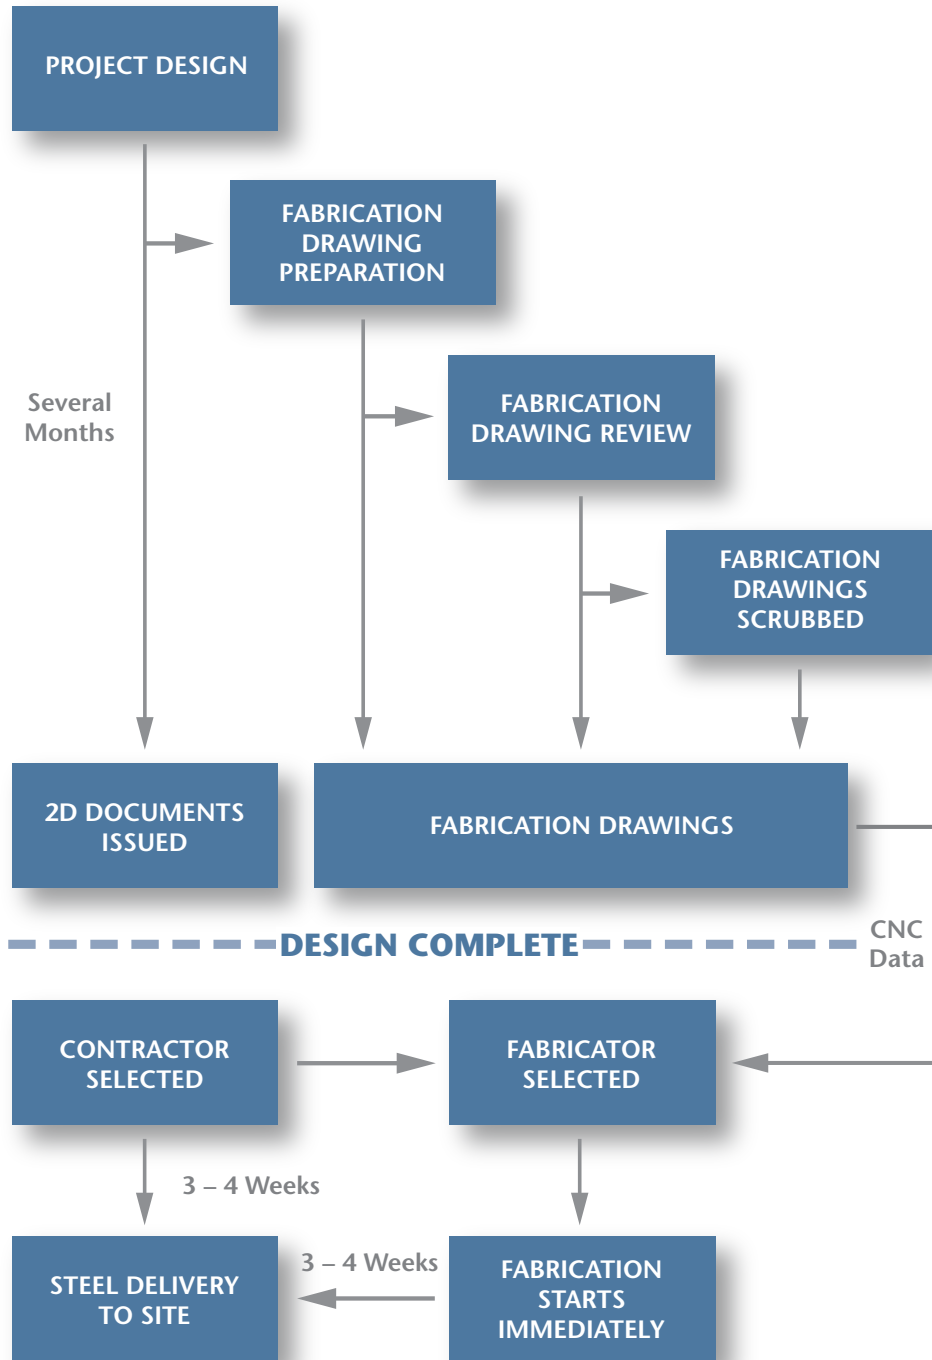 PROJECT DESIGN
FABRICATION
DRAWING
PREPARATION
Several
Months
FABRICATION
DRAWING REVIEW
FABRICATION
DRAWINGS
SCRUBBED
2D DOCUMENTS
ISSUED
FABRICATION DRAWINGS
DESIGN COMPLETE
CNC
Data
CONTRACTOR
SELECTED
FABRICATOR
SELECTED
3 – 4 Weeks
STEEL DELIVERY
TO SITE
3 – 4 Weeks
FABRICATION
STARTS
IMMEDIATELY